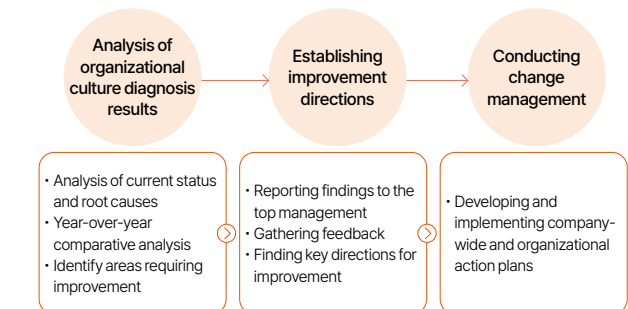 Analysis of
organizational
culture diagnosis
results
Establishing
improvement
directions
Conducting
change
management
• Analysis of current status
and root causes
• Year-over-year
comparative analysis
• Identify areas requiring
improvement
• Reporting findings to the
top management
• Gathering feedback
• Finding key directions for
improvement
• Developing and
implementing company-
wide and organizational
action plans